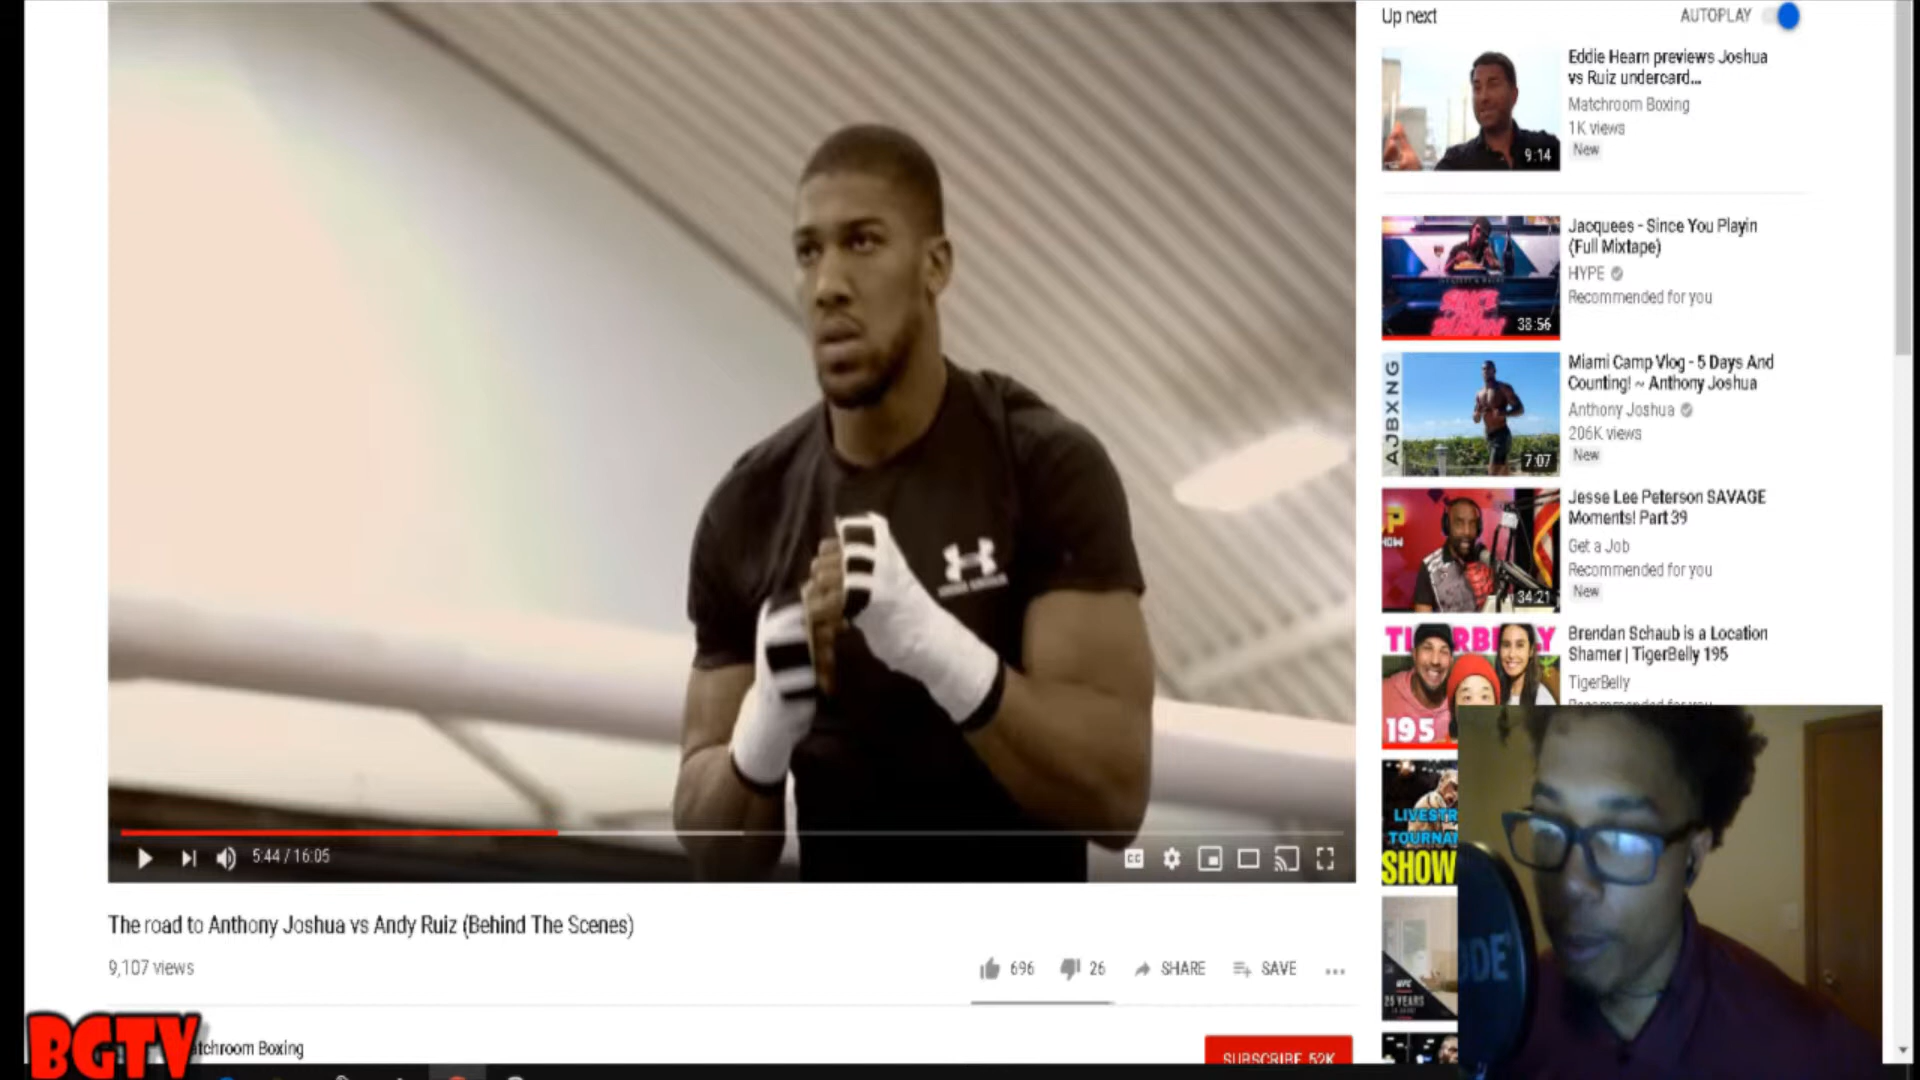 Up next
AUTOPLAY
Eddie Hearn previews Joshua
vs Ruiz undercard...
Matchroom Boxing
1K views
New
9:14
Jacquees - Since You Playin
(Full Mixtape)
HYPE
Recommended for you
38:56
Miami Camp Vlog - 5 Days And
Counting! ~ Anthony Joshua
Anthony Joshua
206K views
New
AJBXNG
7:07
Jesse Lee Peterson SAVAGE
Moments! Part 39
Get a Job
Recommended for you
New
34:21
Brendan Schaub is a Location
Shamer | TigerBelly 195
TigerBelly
195
LIVESTR
TOURNA
SHOW
UFC
25 YEARS
5:44 / 16:05
CC
The road to Anthony Joshua vs Andy Ruiz (Behind The Scenes)
9,107 views
696
26
SHARE
SAVE
BGTV
atchroom Boxing
SUBSCRIBE 52K